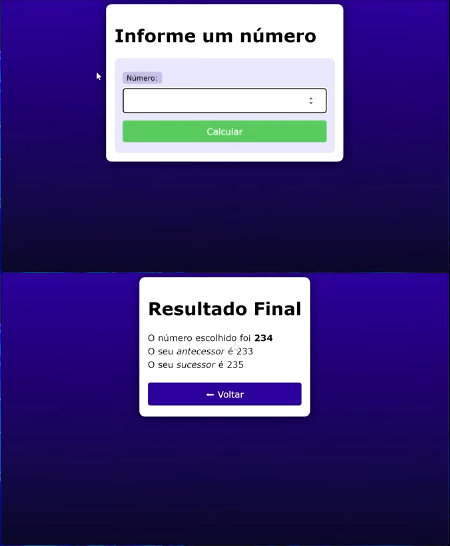 Informe um número
Número:
Calcular
Resultado Final
O número escolhido foi 234
O seu antecessor é 233
O seu sucessor é 235
← Voltar